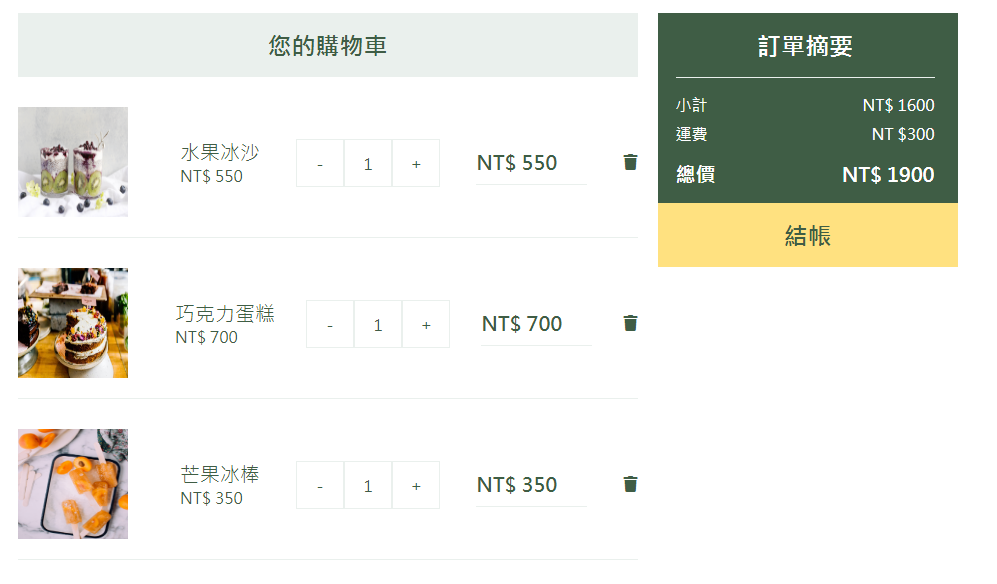 您的購物車
水果冰沙
NT$ 550
- 1 +
NT$ 550
巧克力蛋糕
NT$ 700
- 1 +
NT$ 700
芒果冰棒
NT$ 350
- 1 +
NT$ 350
訂單摘要
小計 NT$ 1600
運費 NT $300
總價 NT$ 1900
結帳